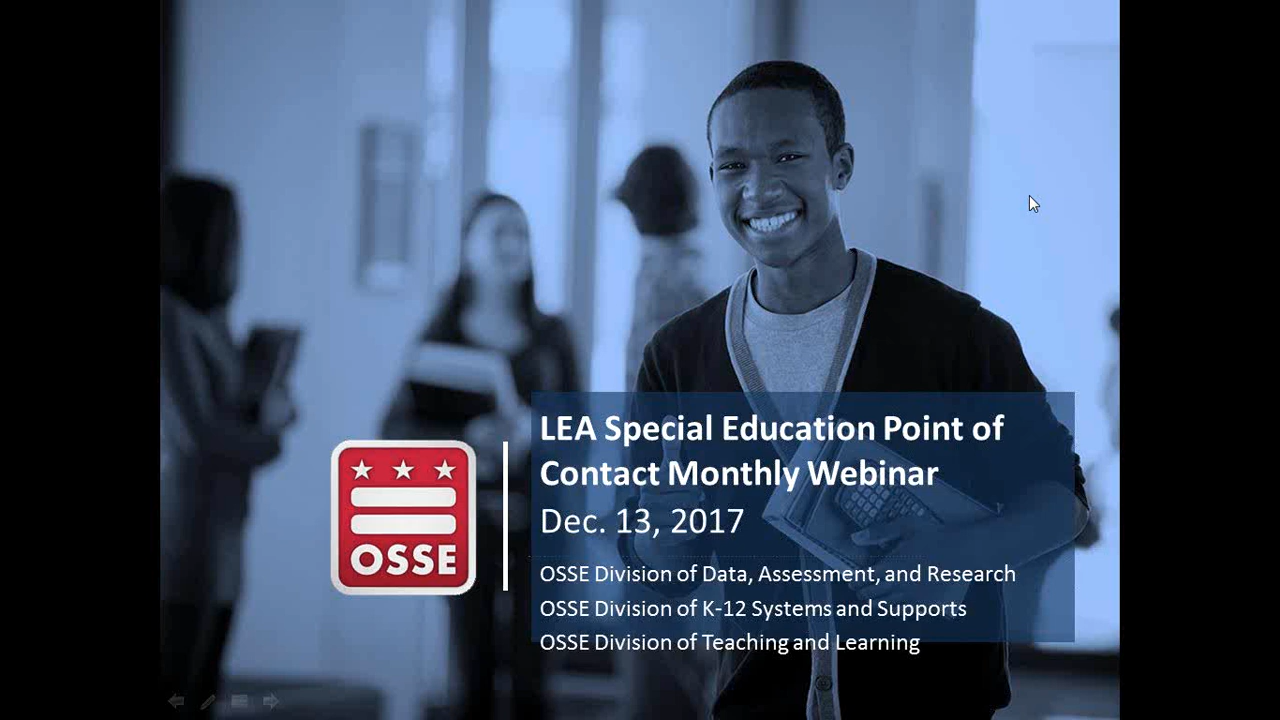 LEA Special Education Point of
Contact Monthly Webinar
Dec. 13, 2017
OSSE
OSSE Division of Data, Assessment, and Research
OSSE Division of K-12 Systems and Supports
OSSE Division of Teaching and Learning